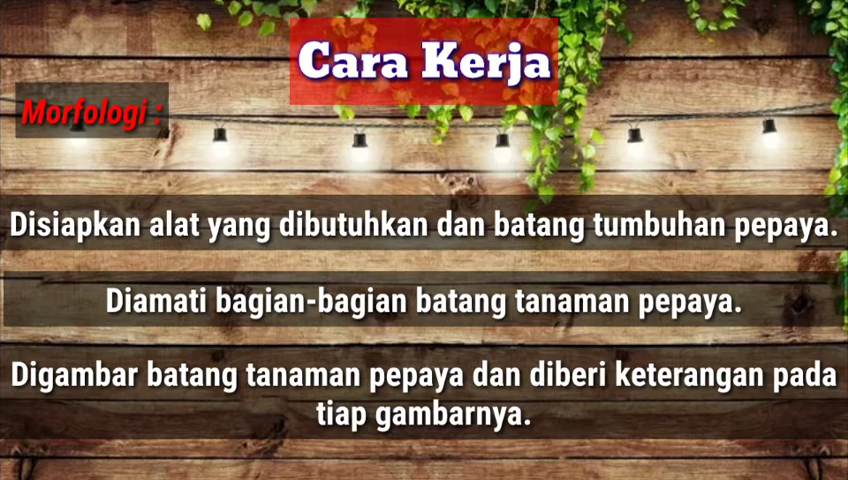 Cara Kerja
Morfologi :
Disiapkan alat yang dibutuhkan dan batang tumbuhan pepaya.
Diamati bagian-bagian batang tanaman pepaya.
Digambar batang tanaman pepaya dan diberi keterangan pada
tiap gambarnya.